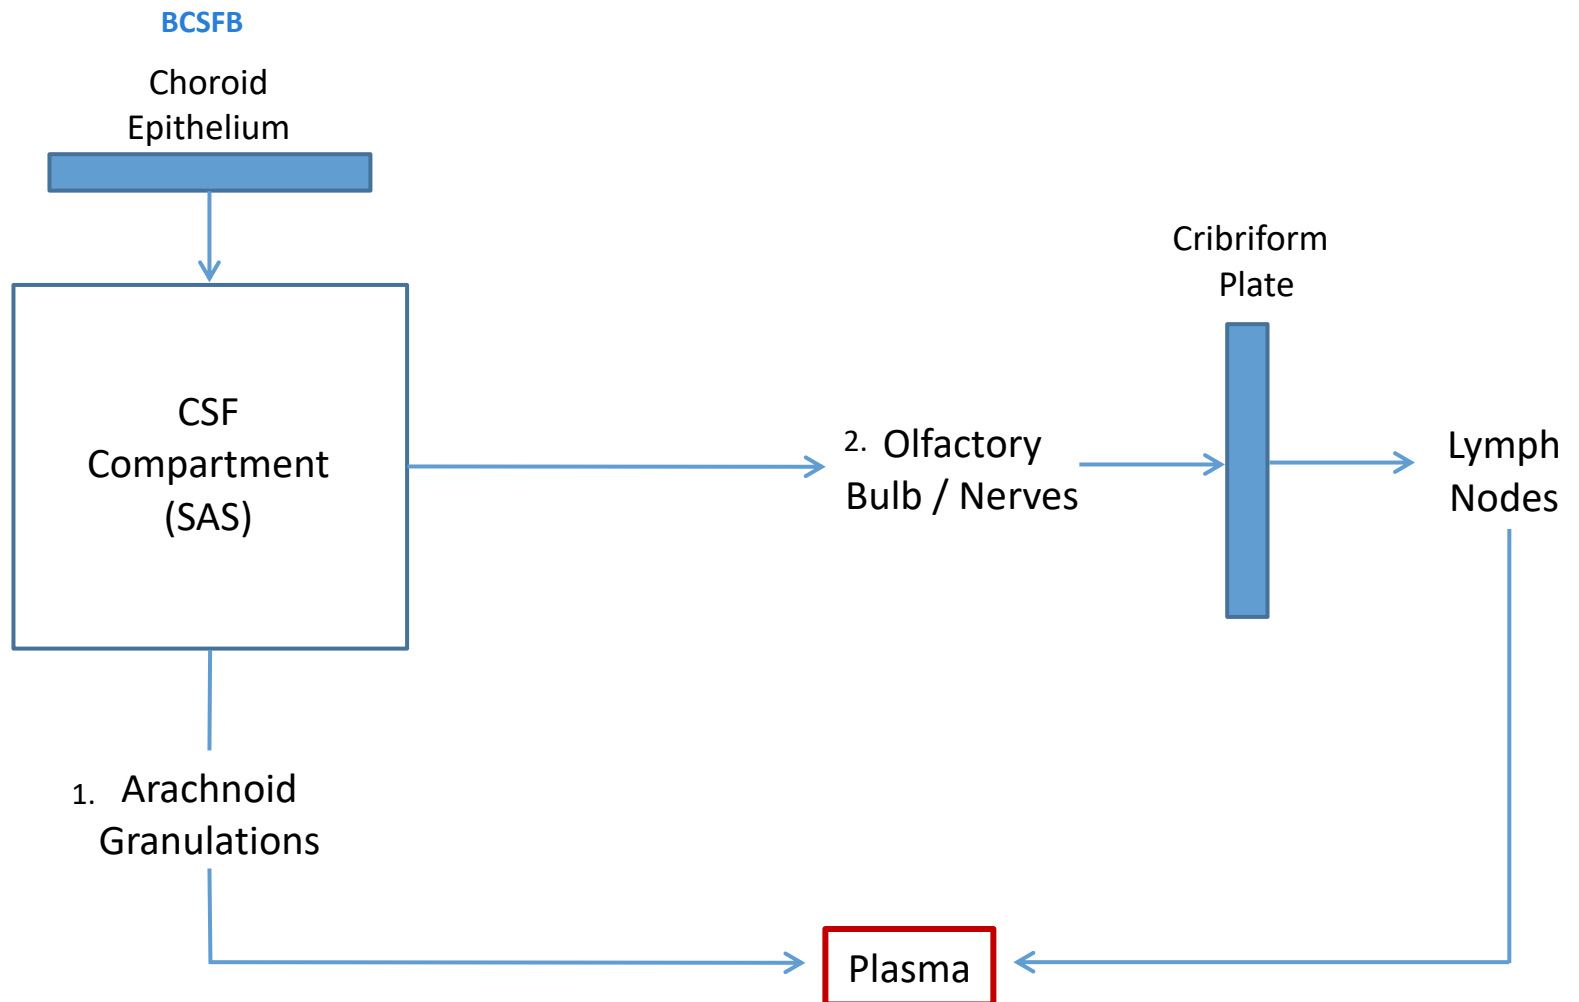 BCSFB
Choroid
Epithelium
Cribriform
Plate
CSF
Compartment
(SAS)
2. Olfactory
Bulb / Nerves
Lymph
Nodes
1. Arachnoid
Granulations
Plasma